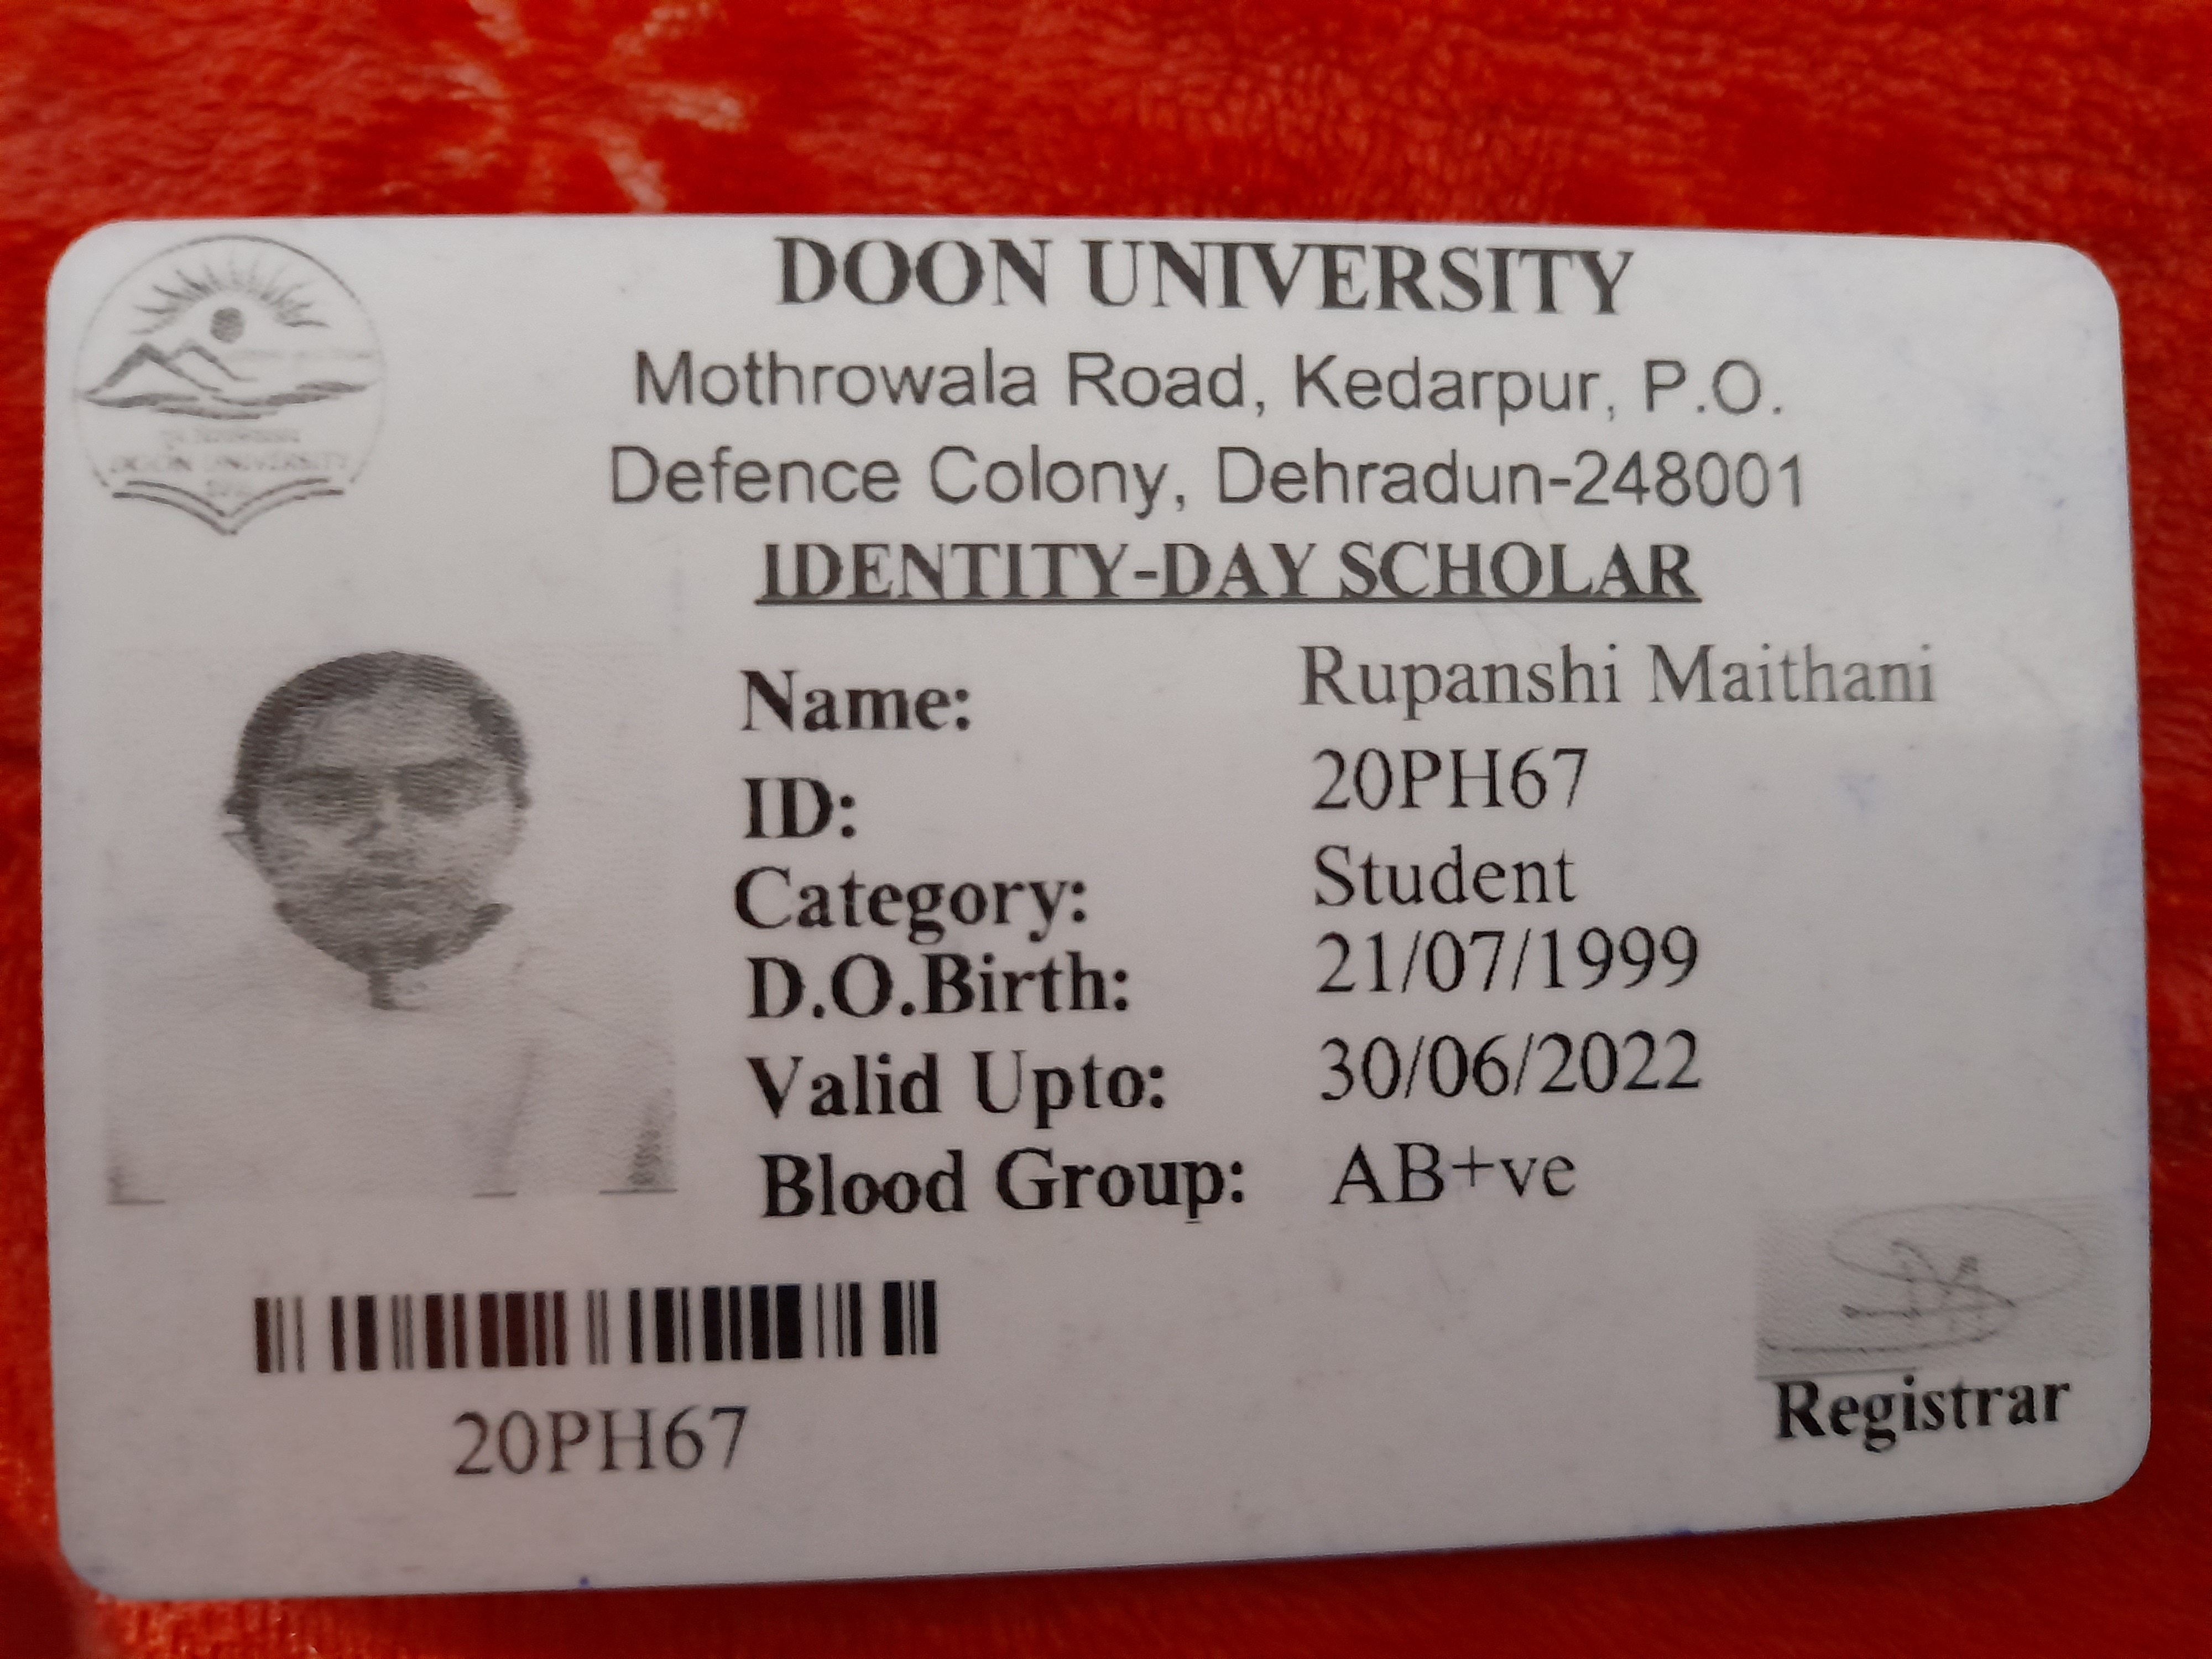 DOON UNIVERSITY
Mothrowala Road, Kedarpur, P.O.
Defence Colony, Dehradun-248001
IDENTITY-DAY SCHOLAR
Name: Rupanshi Maithani
ID: 20PH67
Category: Student
D.O.Birth: 21/07/1999
Valid Upto: 30/06/2022
Blood Group: AB+ve
20PH67
Registrar